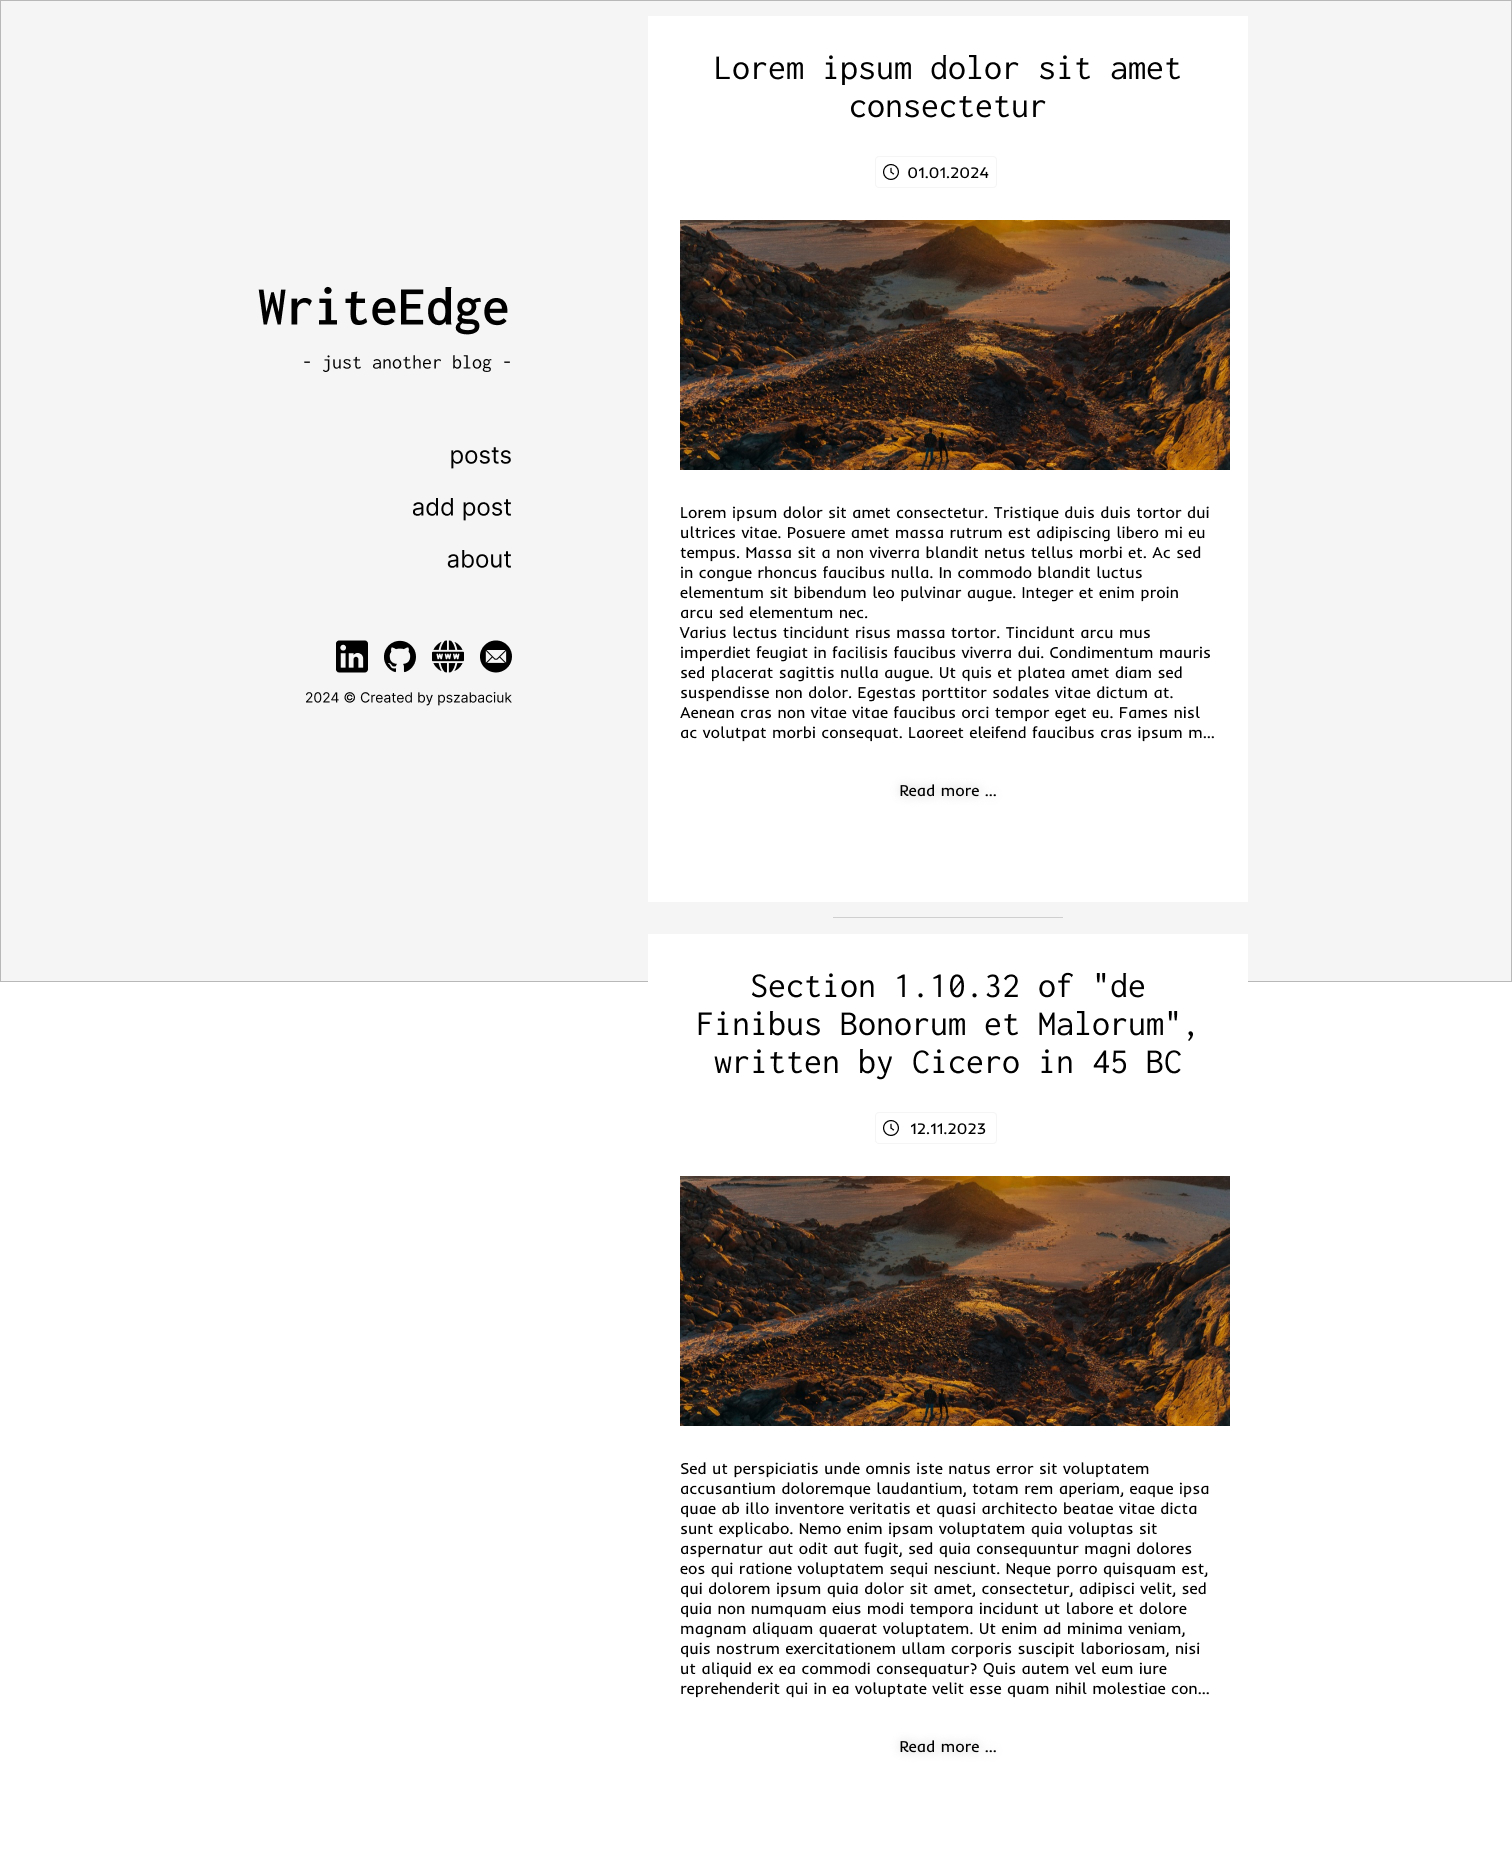 WriteEdge
- just another blog -
posts
add post
about
in
WWW
2024 © Created by pszabaciuk
Lorem ipsum dolor sit amet
consectetur
01.01.2024
Lorem ipsum dolor sit amet consectetur. Tristique duis duis tortor dui
ultrices vitae. Posuere amet massa rutrum est adipiscing libero mi eu
tempus. Massa sit a non viverra blandit netus tellus morbi et. Ac sed
in congue rhoncus faucibus nulla. In commodo blandit luctus
elementum sit bibendum leo pulvinar augue. Integer et enim proin
arcu sed elementum nec.
Varius lectus tincidunt risus massa tortor. Tincidunt arcu mus
imperdiet feugiat in facilisis faucibus viverra dui. Condimentum mauris
sed placerat sagittis nulla augue. Ut quis et platea amet diam sed
suspendisse non dolor. Egestas porttitor sodales vitae dictum at.
Aenean cras non vitae vitae faucibus orci tempor eget eu. Fames nisl
ac volutpat morbi consequat. Laoreet eleifend faucibus cras ipsum m...
Read more ...
Section 1.10.32 of "de
Finibus Bonorum et Malorum",
written by Cicero in 45 BC
12.11.2023
Sed ut perspiciatis unde omnis iste natus error sit voluptatem
accusantium doloremque laudantium, totam rem aperiam, eaque ipsa
quae ab illo inventore veritatis et quasi architecto beatae vitae dicta
sunt explicabo. Nemo enim ipsam voluptatem quia voluptas sit
aspernatur aut odit aut fugit, sed quia consequuntur magni dolores
eos qui ratione voluptatem sequi nesciunt. Neque porro quisquam est,
qui dolorem ipsum quia dolor sit amet, consectetur, adipisci velit, sed
quia non numquam eius modi tempora incidunt ut labore et dolore
magnam aliquam quaerat voluptatem. Ut enim ad minima veniam,
quis nostrum exercitationem ullam corporis suscipit laboriosam, nisi
ut aliquid ex ea commodi consequatur? Quis autem vel eum iure
reprehenderit qui in ea voluptate velit esse quam nihil molestiae con...
Read more ...